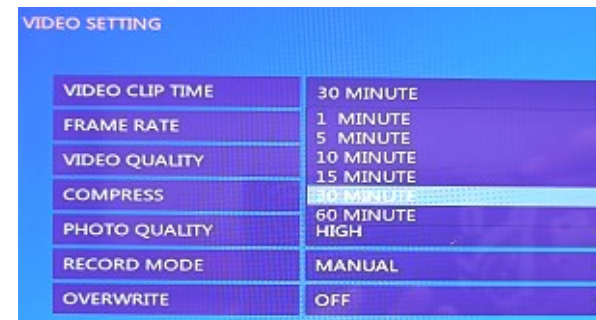 VIDEO SETTING
VIDEO CLIP TIME 30 MINUTE
FRAME RATE 1 MINUTE
5 MINUTE
VIDEO QUALITY 10 MINUTE
15 MINUTE
COMPRESS 30 MINUTE
60 MINUTE
PHOTO QUALITY HIGH
RECORD MODE MANUAL
OVERWRITE OFF